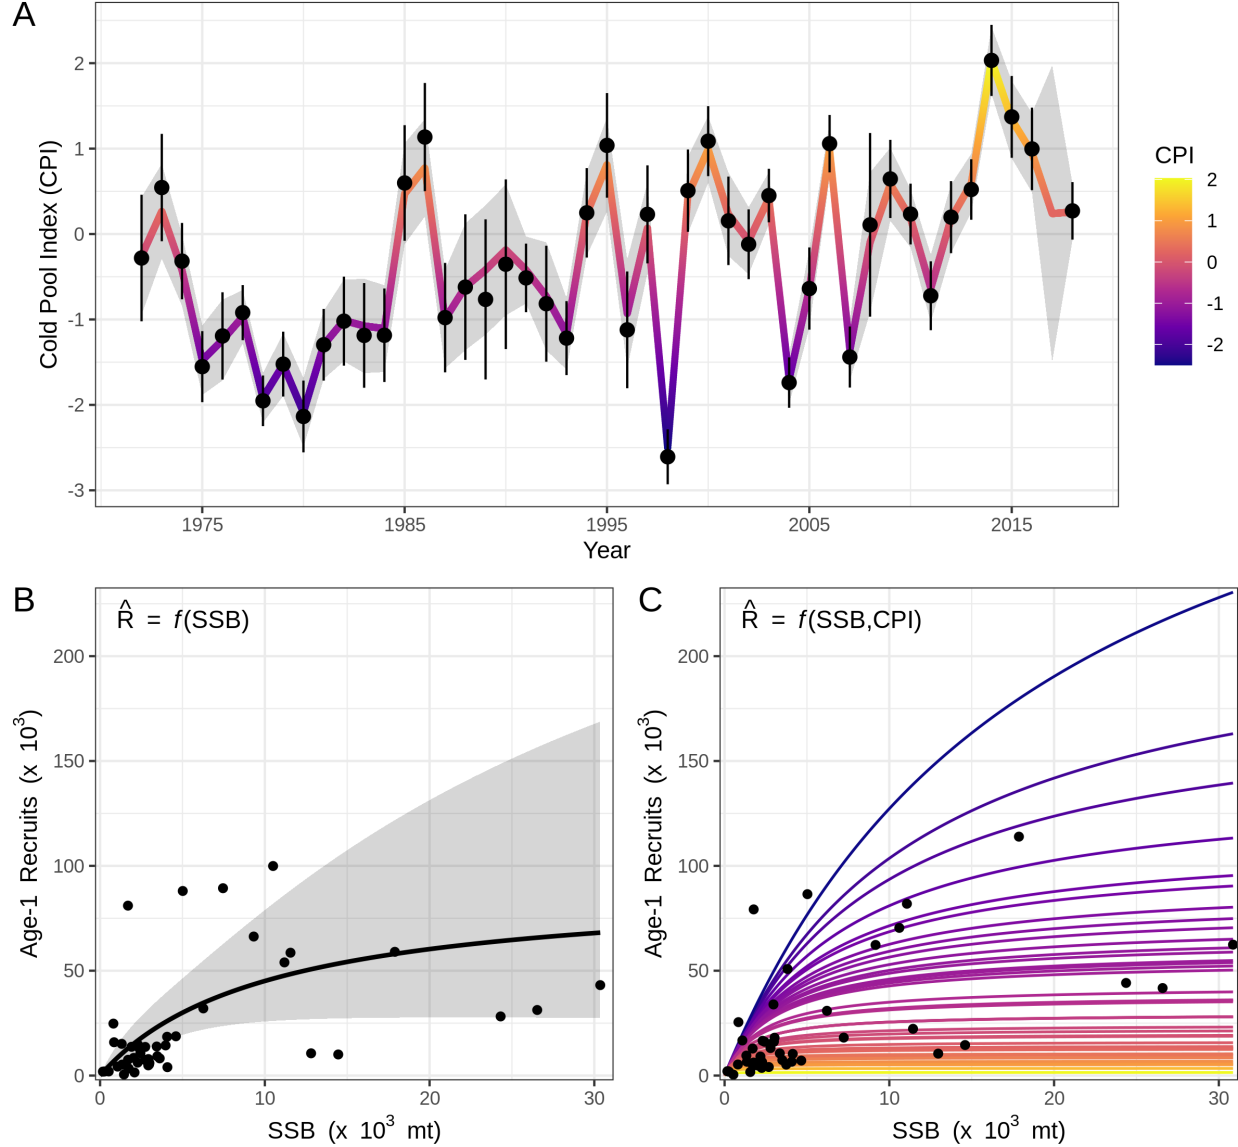 A
Cold Pool Index (CPI)
2
1
0
-1
-2
-3
1975
1985
1995
2005
2015
Year
CPI
2
1
0
-1
-2
B
R̂ = f(SSB)
Age-1 Recruits (x 10³)
200
150
100
50
0
0
10
20
30
SSB (x 10³ mt)
C
R̂ = f(SSB,CPI)
Age-1 Recruits (x 10³)
200
150
100
50
0
0
10
20
30
SSB (x 10³ mt)